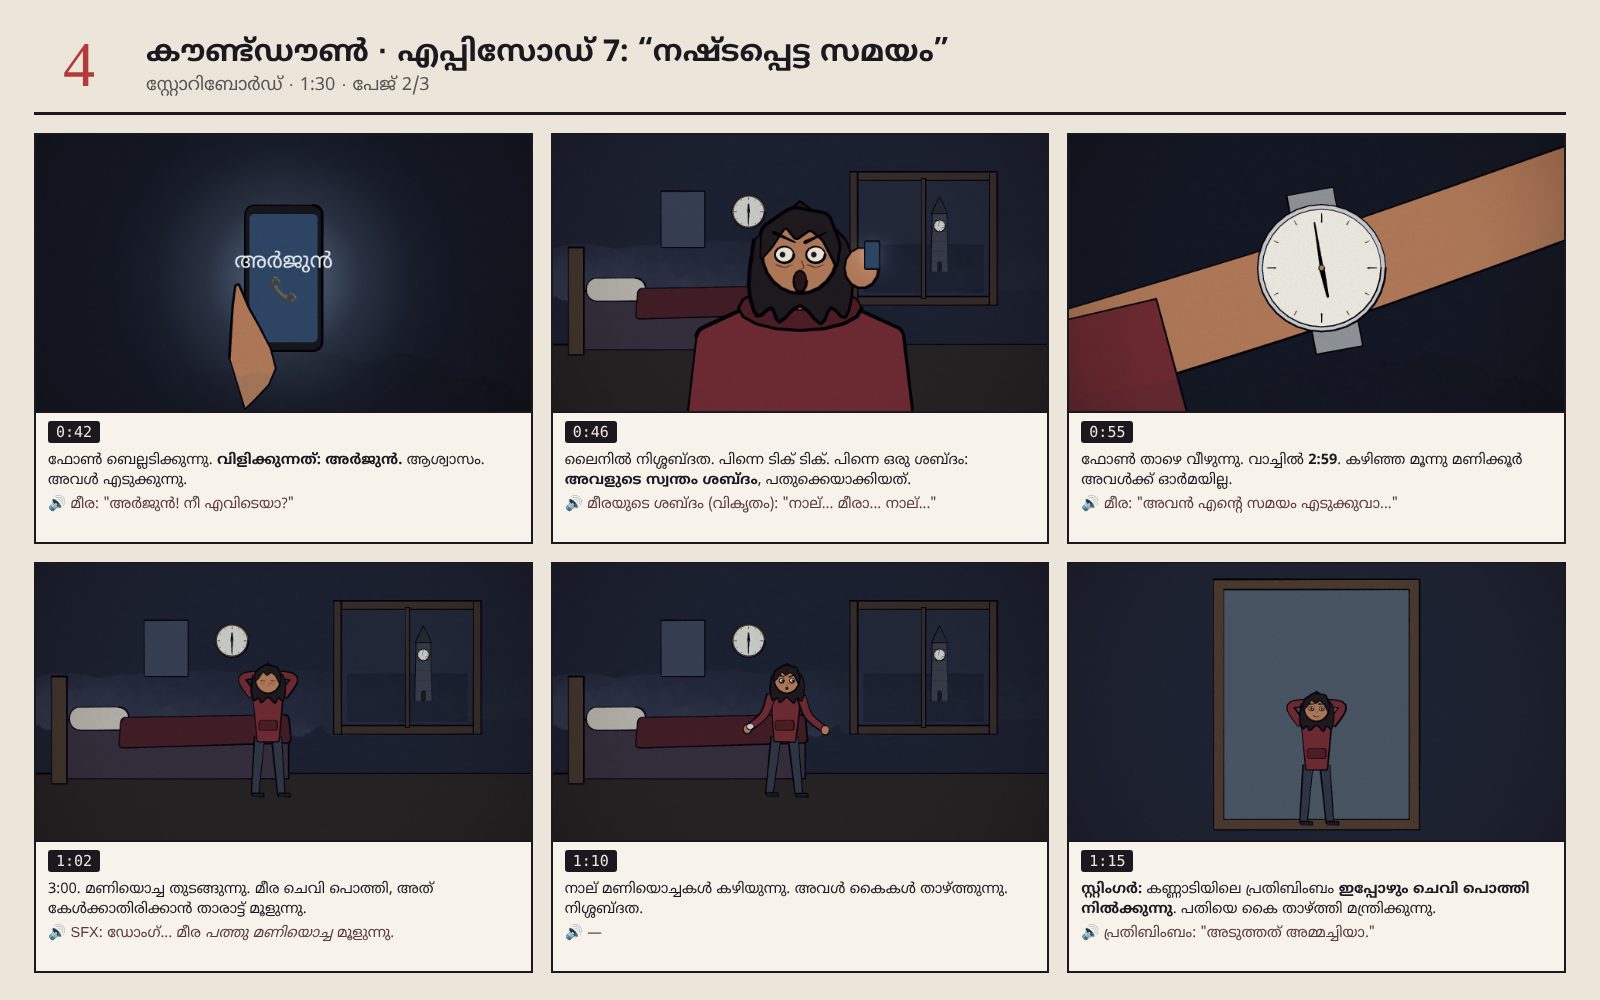 4
കൗണ്ട്ഡൗൺ · എപ്പിസോഡ് 7: “നഷ്ടപ്പെട്ട സമയം”
സ്റ്റോറിബോർഡ് · 1:30 · പേജ് 2/3
അർജുൻ
0:42
ഫോൺ ബെല്ലടിക്കുന്നു. വിളിക്കുന്നത്: അർജുൻ. ആശ്വാസം.
അവൾ എടുക്കുന്നു.
🔊 മീര: "അർജുൻ! നീ എവിടെയാ?"
0:46
ലൈനിൽ നിശ്ശബ്ദത. പിന്നെ ടിക് ടിക്. പിന്നെ ഒരു ശബ്ദം:
അവളുടെ സ്വന്തം ശബ്ദം, പതുക്കെയാക്കിയത്.
🔊 മീരയുടെ ശബ്ദം (വികൃതം): "നാല്... മീരാ... നാല്..."
0:55
ഫോൺ താഴെ വീഴുന്നു. വാച്ചിൽ 2:59. കഴിഞ്ഞ മൂന്നു മണിക്കൂർ
അവൾക്ക് ഓർമയില്ല.
🔊 മീര: "അവൻ എന്റെ സമയം എടുക്കുവാ..."
1:02
3:00. മണിയൊച്ച തുടങ്ങുന്നു. മീര ചെവി പൊത്തി, അത്
കേൾക്കാതിരിക്കാൻ താരാട്ട് മൂളുന്നു.
🔊 SFX: ഡോംഗ്... മീര പത്തു മണിയൊച്ച മൂളുന്നു.
1:10
നാല് മണിയൊച്ചകൾ കഴിയുന്നു. അവൾ കൈകൾ താഴ്ത്തുന്നു.
നിശ്ശബ്ദത.
🔊 —
1:15
സ്റ്റിംഗർ: കണ്ണാടിയിലെ പ്രതിബിംബം ഇപ്പോഴും ചെവി പൊത്തി
നിൽക്കുന്നു. പതിയെ കൈ താഴ്ത്തി മന്ത്രിക്കുന്നു.
🔊 പ്രതിബിംബം: "അടുത്തത് അമ്മച്ചിയാ."